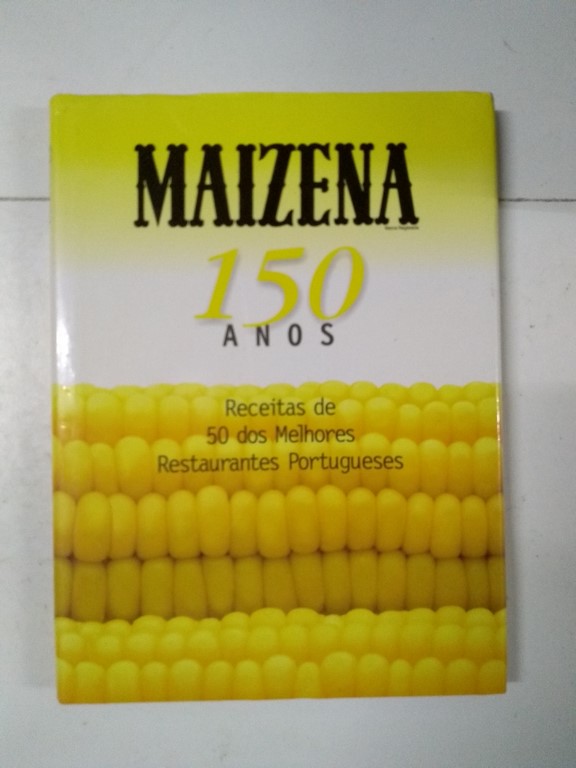 MAIZENA
150
ANOS
Receitas de
50 dos Melhores
Restaurantes Portugueses